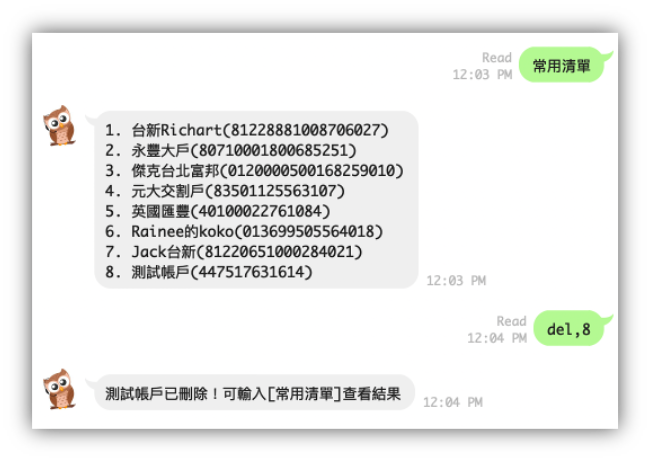 Read
12:03 PM
常用清單
1. 台新Richart(81228881008706027)
2. 永豐大戶(80710001800685251)
3. 傑克台北富邦(0120000500168259010)
4. 元大交割戶(83501125563107)
5. 英國匯豐(40100022761084)
6. Rainee的koko(013699505564018)
7. Jack台新(81220651000284021)
8. 測試帳戶(447517631614)
12:03 PM
Read
12:04 PM
del,8
測試帳戶已刪除！可輸入[常用清單]查看結果
12:04 PM